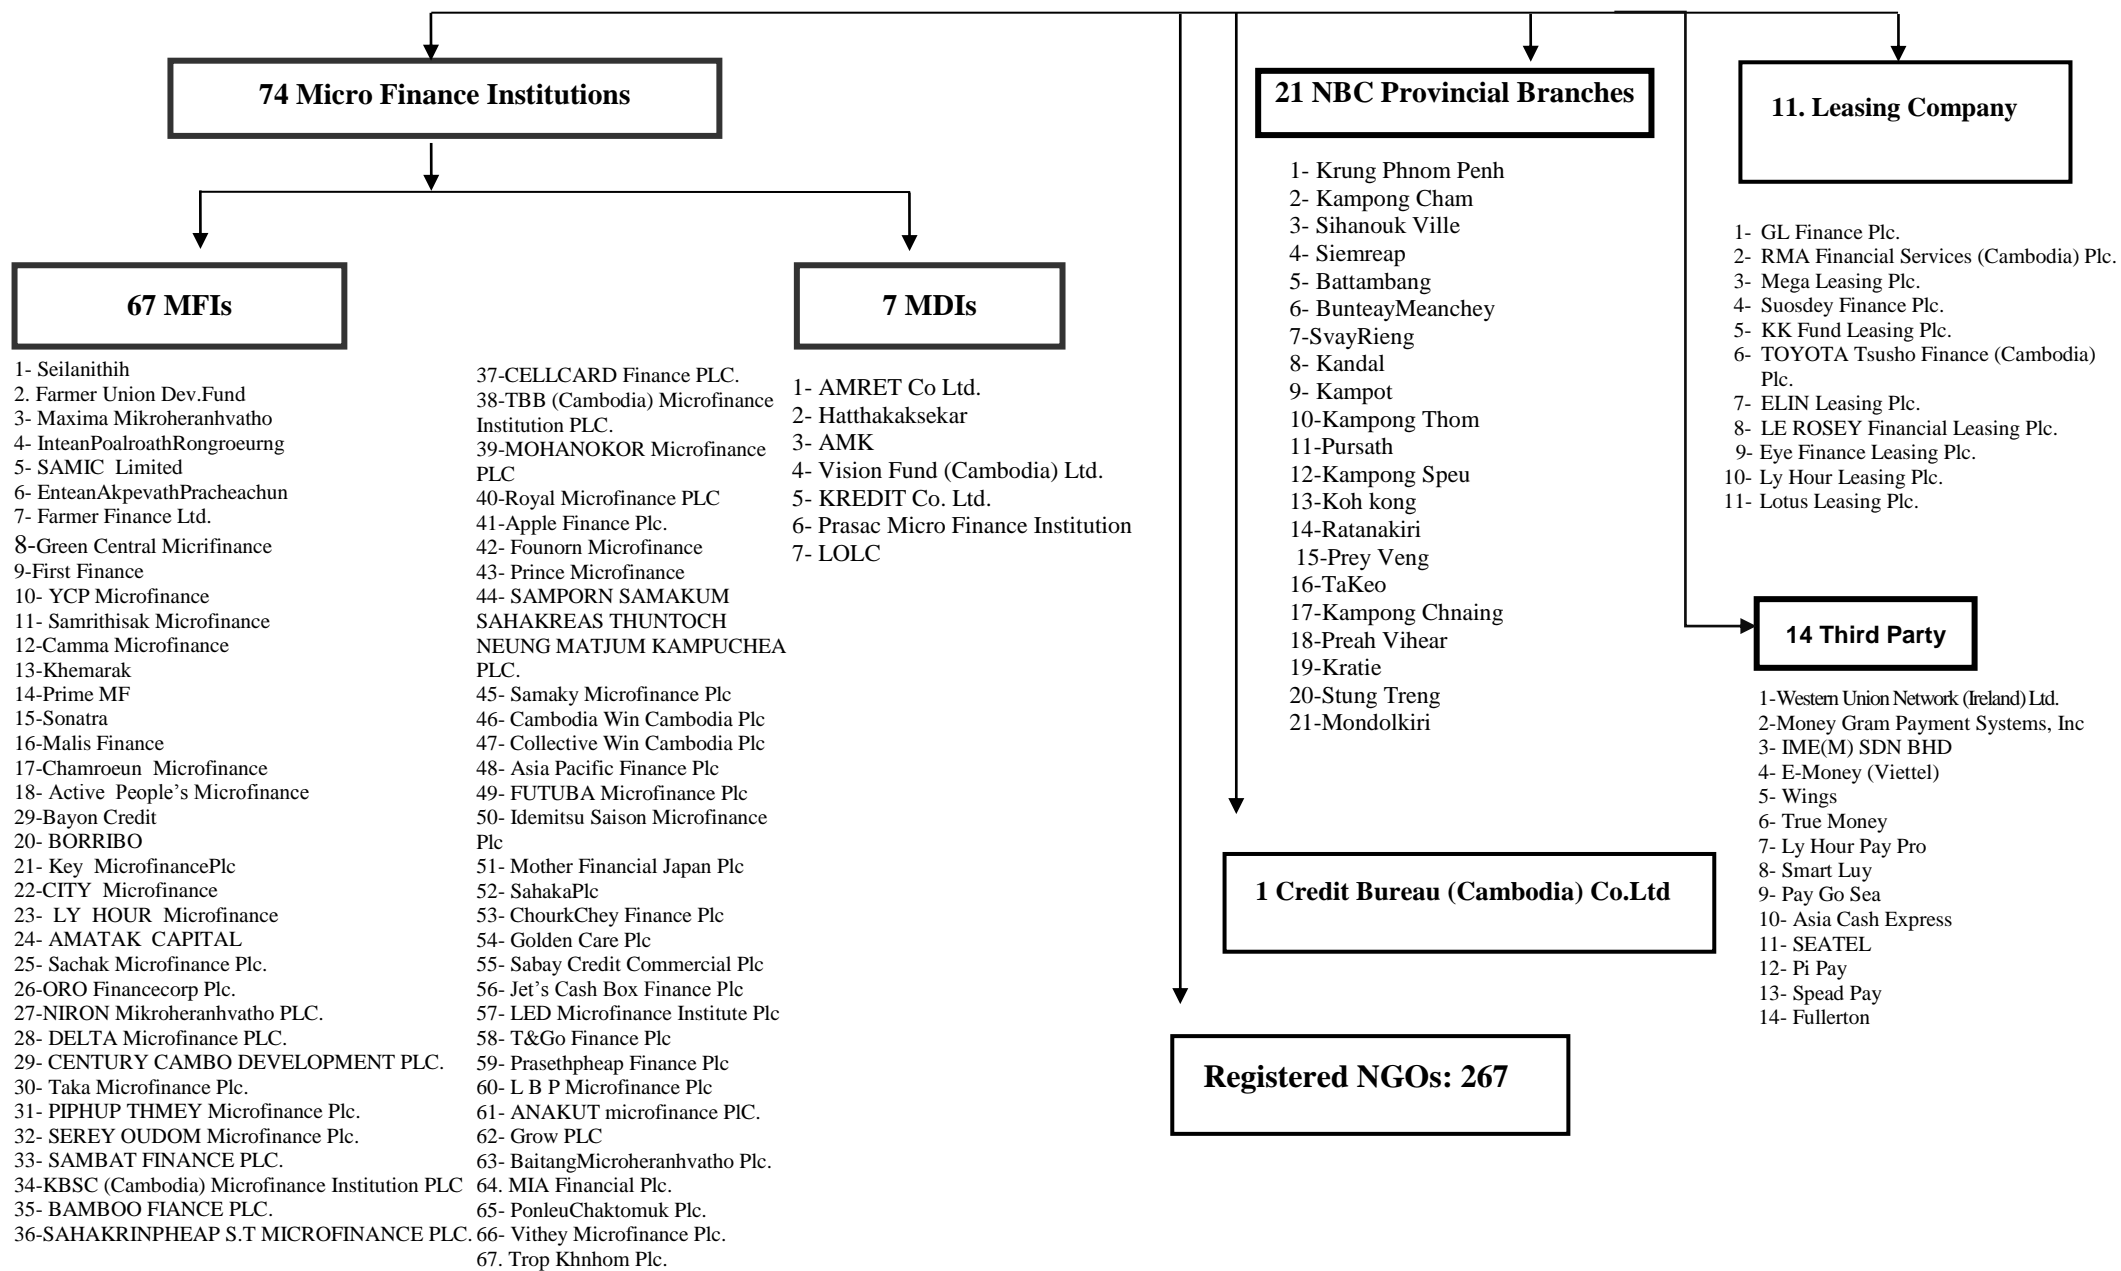 74 Micro Finance Institutions
67 MFIs
1- Seilanithih
2. Farmer Union Dev.Fund
3- Maxima Mikroheranhvatho
4- InteanPoalroathRongroeurng
5- SAMIC Limited
6- EnteanAkpevathPracheachun
7- Farmer Finance Ltd.
8-Green Central Micrifinance
9-First Finance
10- YCP Microfinance
11- Samrithisak Microfinance
12-Camma Microfinance
13-Khemarak
14-Prime MF
15-Sonatra
16-Malis Finance
17-Chamroeun Microfinance
18- Active People's Microfinance
29-Bayon Credit
20- BORRIBO
21- Key MicrofinancePlc
22-CITY Microfinance
23- LY HOUR Microfinance
24- AMATAK CAPITAL
25- Sachak Microfinance Plc.
26-ORO Financecorp Plc.
27-NIRON Mikroheranhvatho PLC.
28- DELTA Microfinance PLC.
29- CENTURY CAMBO DEVELOPMENT PLC.
30- Taka Microfinance Plc.
31- PIPHUP THMEY Microfinance Plc.
32- SEREY OUDOM Microfinance Plc.
33- SAMBAT FINANCE PLC.
34-KBSC (Cambodia) Microfinance Institution PLC
35- BAMBOO FIANCE PLC.
36-SAHAKRINPHEAP S.T MICROFINANCE PLC.
37-CELLCARD Finance PLC.
38-TBB (Cambodia) Microfinance
Institution PLC.
39-MOHANOKOR Microfinance
PLC
40-Royal Microfinance PLC
41-Apple Finance Plc.
42- Founorn Microfinance
43- Prince Microfinance
44- SAMPORN SAMAKUM
SAHAKREAS THUNTOCH
NEUNG MATJUM KAMPUCHEA
PLC.
45- Samaky Microfinance Plc
46- Cambodia Win Cambodia Plc
47- Collective Win Cambodia Plc
48- Asia Pacific Finance Plc
49- FUTUBA Microfinance Plc
50- Idemitsu Saison Microfinance
Plc
51- Mother Financial Japan Plc
52- SahakaPlc
53- ChourkChey Finance Plc
54- Golden Care Plc
55- Sabay Credit Commercial Plc
56- Jet's Cash Box Finance Plc
57- LED Microfinance Institute Plc
58- T&Go Finance Plc
59- Prasethpheap Finance Plc
60- L B P Microfinance Plc
61- ANAKUT microfinance PlC.
62- Grow PLC
63- BaitangMicroheranhvatho Plc.
64. MIA Financial Plc.
65- PonleuChaktomuk Plc.
66- Vithey Microfinance Plc.
67. Trop Khnhom Plc.
7 MDIs
1- AMRET Co Ltd.
2- Hatthakaksekar
3- AMK
4- Vision Fund (Cambodia) Ltd.
5- KREDIT Co. Ltd.
6- Prasac Micro Finance Institution
7- LOLC
21 NBC Provincial Branches
1- Krung Phnom Penh
2- Kampong Cham
3- Sihanouk Ville
4- Siemreap
5- Battambang
6- BunteayMeanchey
7-SvayRieng
8- Kandal
9- Kampot
10-Kampong Thom
11-Pursath
12-Kampong Speu
13-Koh kong
14-Ratanakiri
15-Prey Veng
16-TaKeo
17-Kampong Chnaing
18-Preah Vihear
19-Kratie
20-Stung Treng
21-Mondolkiri
1 Credit Bureau (Cambodia) Co.Ltd
Registered NGOs: 267
11. Leasing Company
1- GL Finance Plc.
2- RMA Financial Services (Cambodia) Plc.
3- Mega Leasing Plc.
4- Suosdey Finance Plc.
5- KK Fund Leasing Plc.
6- TOYOTA Tsusho Finance (Cambodia)
Plc.
7- ELIN Leasing Plc.
8- LE ROSEY Financial Leasing Plc.
9- Eye Finance Leasing Plc.
10- Ly Hour Leasing Plc.
11- Lotus Leasing Plc.
14 Third Party
1-Western Union Network (Ireland) Ltd.
2-Money Gram Payment Systems, Inc
3- IME(M) SDN BHD
4- E-Money (Viettel)
5- Wings
6- True Money
7- Ly Hour Pay Pro
8- Smart Luy
9- Pay Go Sea
10- Asia Cash Express
11- SEATEL
12- Pi Pay
13- Spead Pay
14- Fullerton